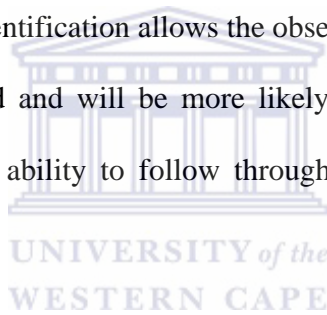 entification allows the obse
d and will be more likely
ability to follow through
UNIVERSITY of the
WESTERN CAPE